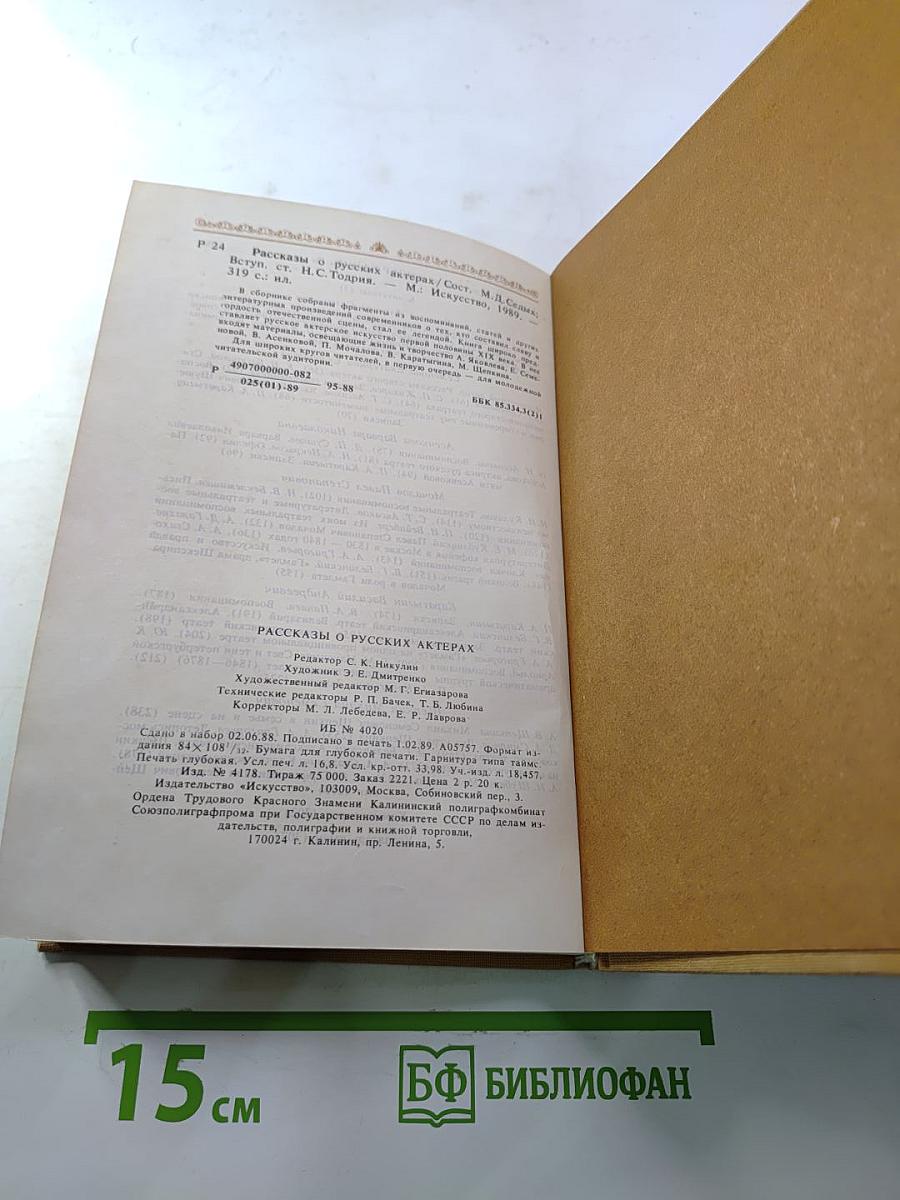 Р 24 Рассказы о русских актерах/Сост. М.Д.Седых;
Вступ. ст. Н.С.Тодрия. — М.: Искусство, 1989. —
319 с.: ил.
В сборнике собраны фрагменты из воспоминаний, статей и других
литературных произведений современников о тех, кто составил славу и
гордость отечественной сцены, стал ее легендой. Книга широко пред-
ставляет русское актерское искусство первой половины XIX века. В нее
входят материалы, освещающие жизнь и творчество А. Яковлева, Е. Семе-
новой, В. Асенковой, П. Мочалова, В. Каратыгина, М. Щепкина.
Для широких кругов читателей, в первую очередь — для молодежной
читательской аудитории.
Р 4907000000-082
025(01)-89 95-88
ББК 85.334.3(2)1
РАССКАЗЫ О РУССКИХ АКТЕРАХ
Редактор С. К. Никулин
Художник Э. Е. Дмитренко
Художественный редактор М. Г. Егиазарова
Технические редакторы Р. П. Бачек, Т. Б. Любина
Корректоры М. Л. Лебедева, Е. Р. Лаврова
ИБ № 4020
Сдано в набор 02.06.88. Подписано в печать 1.02.89. А05757. Формат из-
дания 84×108¹/₃₂. Бумага для глубокой печати. Гарнитура типа таймс.
Печать глубокая. Усл. печ. л. 16,8. Усл. кр.-отт. 33,98. Уч.-изд. л. 18,457.
Изд. № 4178. Тираж 75 000. Заказ 2221. Цена 2 р. 20 к.
Издательство «Искусство», 103009, Москва, Собиновский пер., 3.
Ордена Трудового Красного Знамени Калининский полиграфкомбинат
Союзполиграфпрома при Государственном комитете СССР по делам из-
дательств, полиграфии и книжной торговли,
170024 г. Калинин, пр. Ленина, 5.
15 см
БФ БИБЛИОФАН